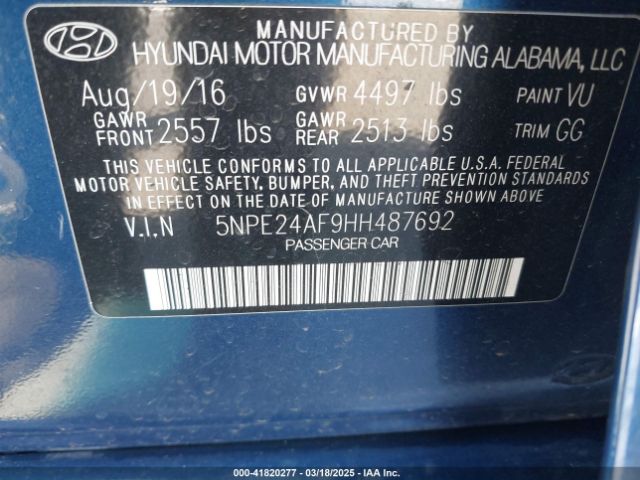 MANUFACTURED BY
HYUNDAI MOTOR MANUFACTURING ALABAMA, LLC
Aug/19/16 GVWR 4497 lbs PAINT VU
GAWR FRONT 2557 lbs GAWR REAR 2513 lbs TRIM GG
THIS VEHICLE CONFORMS TO ALL APPLICABLE U.S.A. FEDERAL
MOTOR VEHICLE SAFETY, BUMPER, AND THEFT PREVENTION STANDARDS
IN EFFECT ON THE DATE OF MANUFACTURE SHOWN ABOVE.
V.I.N 5NPE24AF9HH487692
PASSENGER CAR
000-41820277 - 03/18/2025 - IAA Inc.